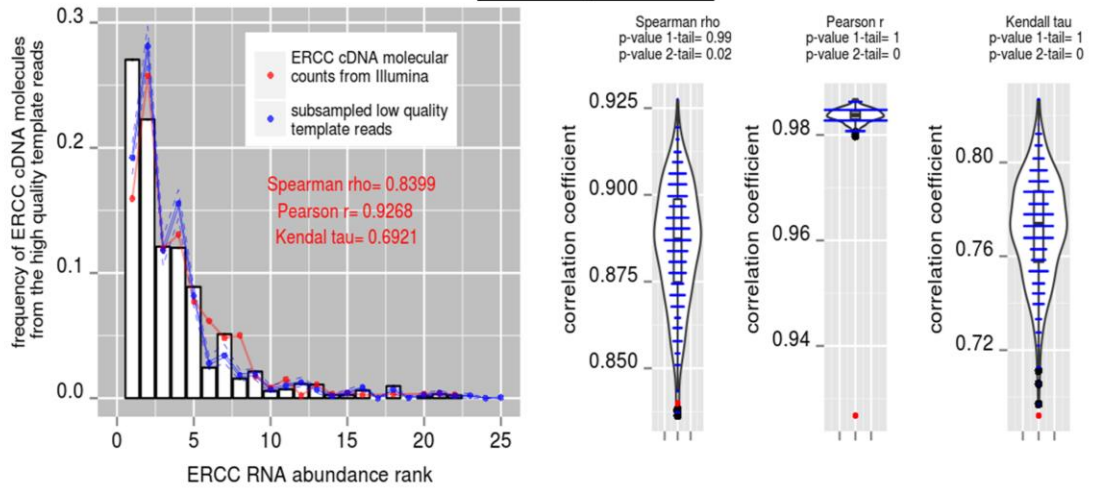 frequency of ERCC cDNA molecules
from the high quality template reads
0.3
0.2
0.1
0.0
ERCC cDNA molecular
counts from Illumina
subsampled low quality
template reads
Spearman rho= 0.8399
Pearson r= 0.9268
Kendal tau= 0.6921
0
5
10
15
20
25
ERCC RNA abundance rank
Spearman rho
p-value 1-tail= 0.99
p-value 2-tail= 0.02
correlation coefficient
0.925
0.900
0.875
0.850
Pearson r
p-value 1-tail= 1
p-value 2-tail= 0
correlation coefficient
0.98
0.96
0.94
Kendall tau
p-value 1-tail= 1
p-value 2-tail= 0
correlation coefficient
0.80
0.76
0.72